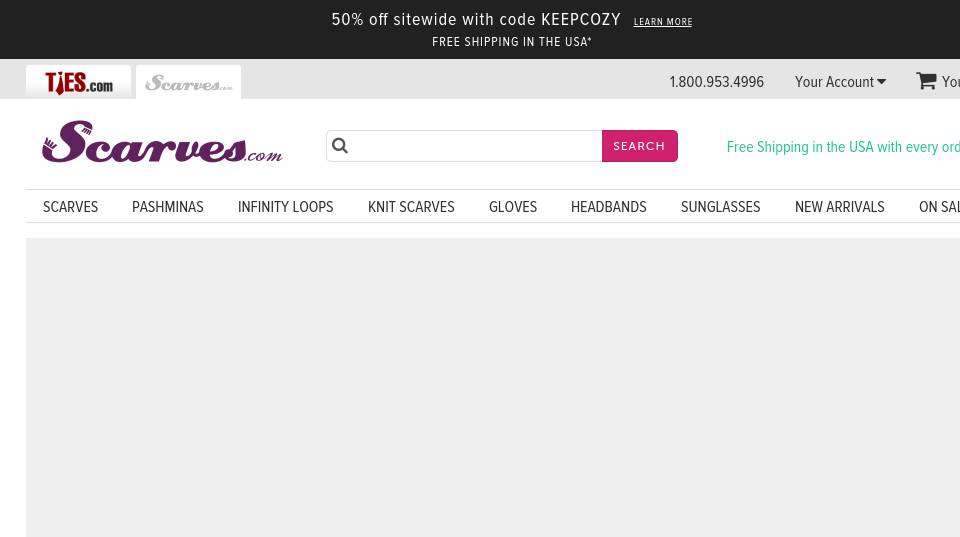 50% off sitewide with code KEEPCOZY LEARN MORE
FREE SHIPPING IN THE USA*
TIES.com Scarves.com 1.800.953.4996 Your Account You
Scarves.com SEARCH Free Shipping in the USA with every ord
SCARVES PASHMINAS INFINITY LOOPS KNIT SCARVES GLOVES HEADBANDS SUNGLASSES NEW ARRIVALS ON SAL